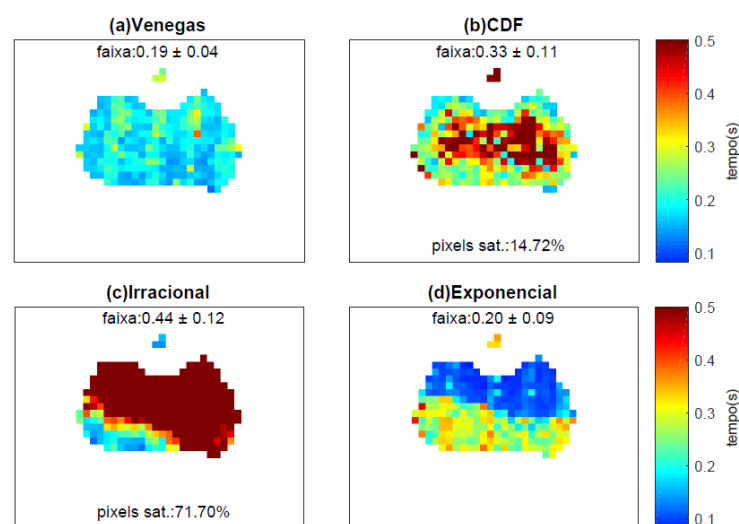 (a)Venegas
faixa:0.19 ± 0.04
(b)CDF
faixa:0.33 ± 0.11
pixels sat.:14.72%
0.5
0.4
0.3
0.2
0.1
tempo(s)
(c)Irracional
faixa:0.44 ± 0.12
pixels sat.:71.70%
(d)Exponencial
faixa:0.20 ± 0.09
0.5
0.4
0.3
0.2
0.1
tempo(s)